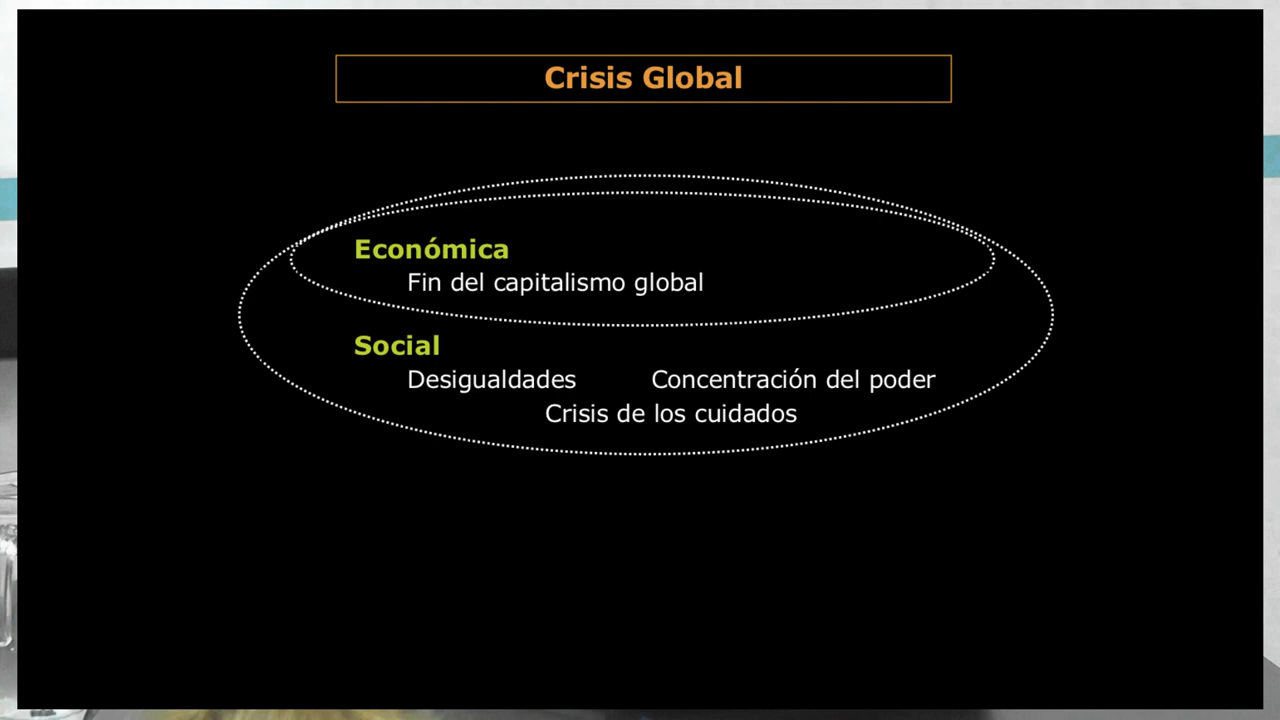 Crisis Global
Económica
Fin del capitalismo global
Social
Desigualdades Concentración del poder
Crisis de los cuidados